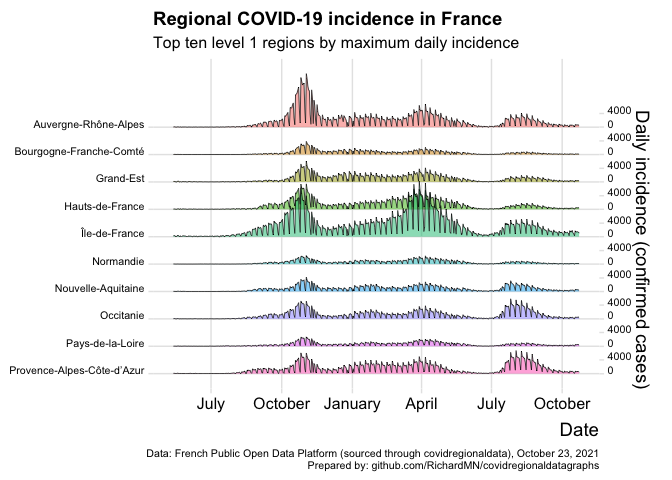 Regional COVID-19 incidence in France
Top ten level 1 regions by maximum daily incidence
Auvergne-Rhône-Alpes
Bourgogne-Franche-Comté
Grand-Est
Hauts-de-France
Île-de-France
Normandie
Nouvelle-Aquitaine
Occitanie
Pays-de-la-Loire
Provence-Alpes-Côte-d'Azur
4000
0
4000
0
4000
0
4000
0
4000
0
4000
0
4000
0
4000
0
4000
0
4000
0
Daily incidence (confirmed cases)
July October January April July October
Date
Data: French Public Open Data Platform (sourced through covidregionaldata), October 23, 2021
Prepared by: github.com/RichardMN/covidregionaldatagraphs